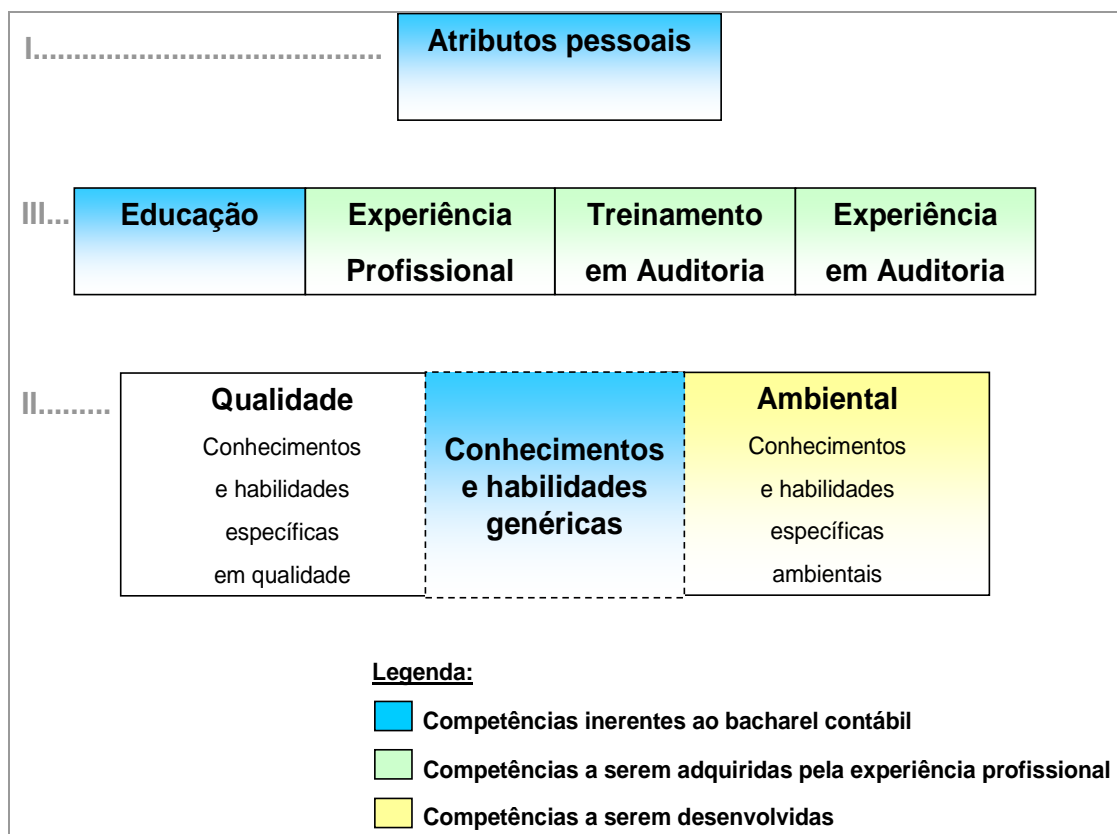 I..........................................
Atributos pessoais
III...
Educação
Experiência
Profissional
Treinamento
em Auditoria
Experiência
em Auditoria
II.........
Qualidade
Conhecimentos
e habilidades
específicas
em qualidade
Conhecimentos
e habilidades
genéricas
Ambiental
Conhecimentos
e habilidades
específicas
ambientais
Legenda:
Competências inerentes ao bacharel contábil
Competências a serem adquiridas pela experiência profissional
Competências a serem desenvolvidas